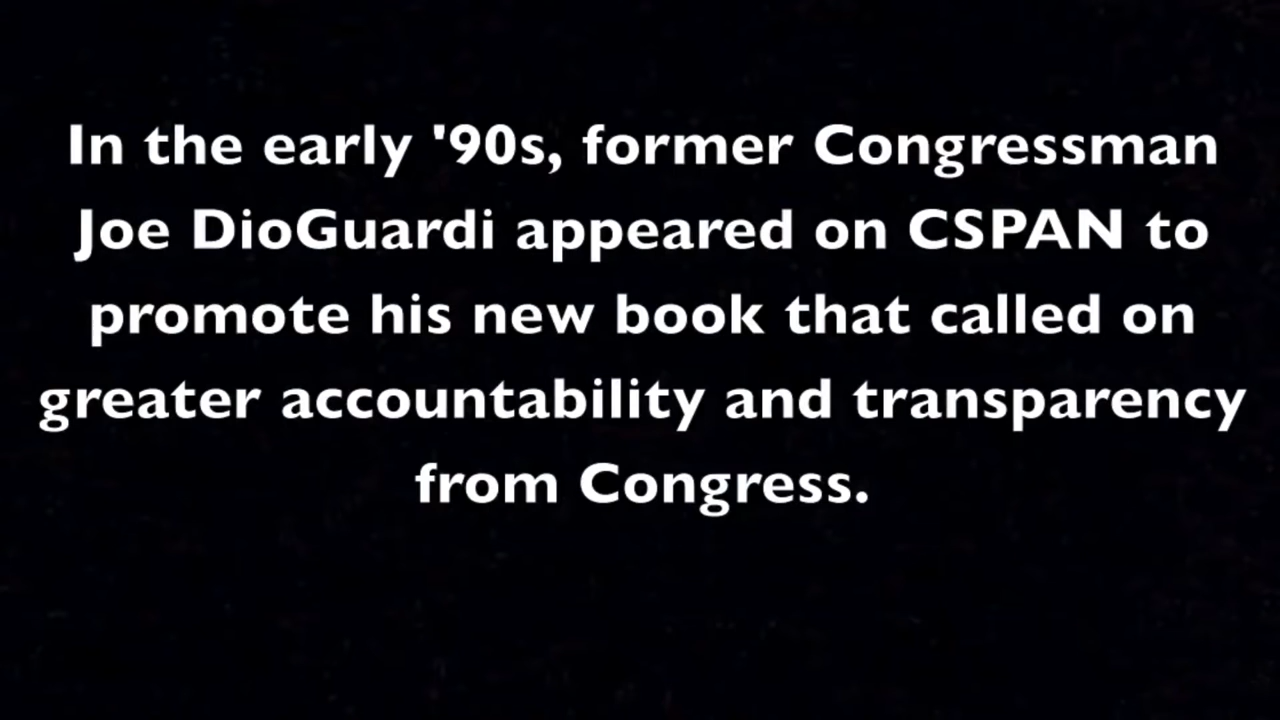 In the early '90s, former Congressman
Joe DioGuardi appeared on CSPAN to
promote his new book that called on
greater accountability and transparency
from Congress.